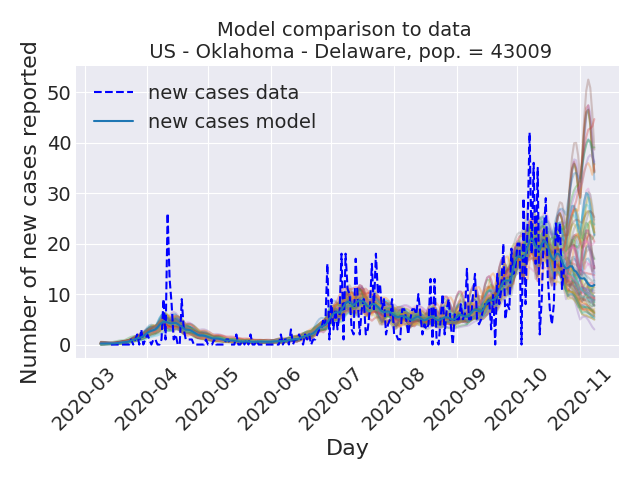 Model comparison to data
US - Oklahoma - Delaware, pop. = 43009
Number of new cases reported
50
40
30
20
10
0
new cases data
new cases model
2020-03
2020-04
2020-05
2020-06
2020-07
2020-08
2020-09
2020-10
2020-11
Day